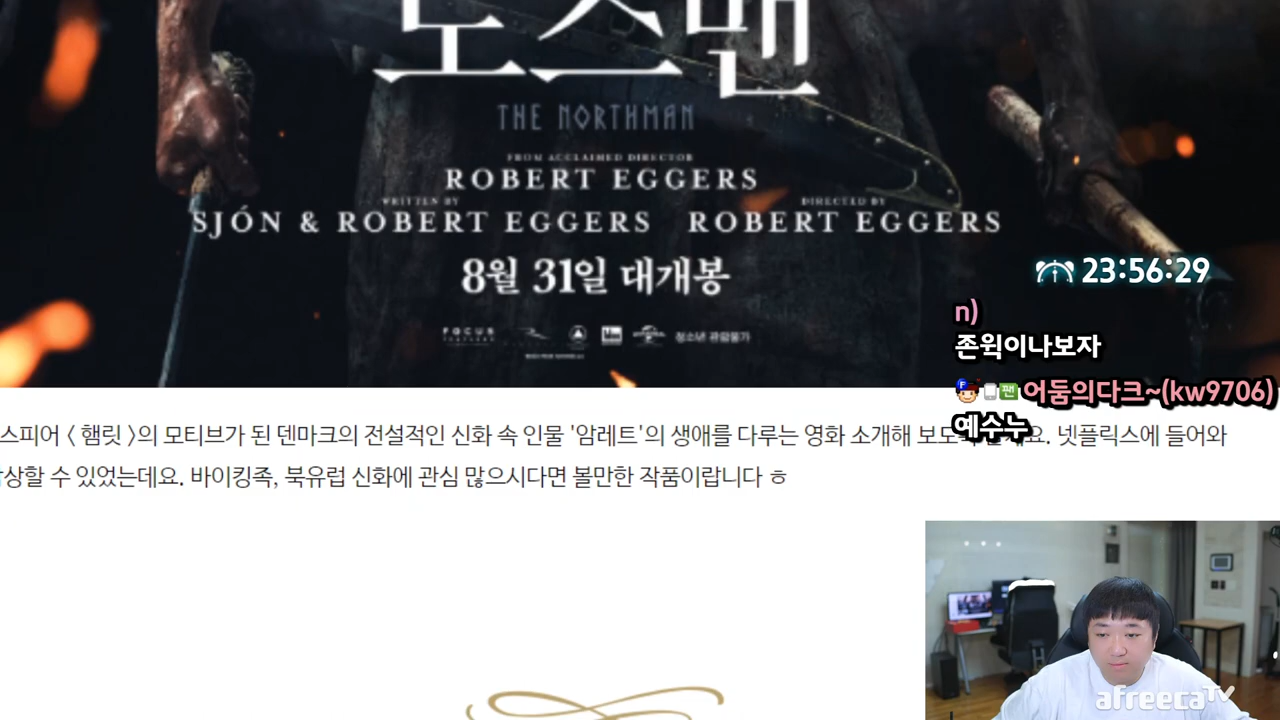 노스맨
THE NORTHMAN
FROM ACCLAIMED DIRECTOR
ROBERT EGGERS
WRITTEN BY
DIRECTED BY
SJÓN & ROBERT EGGERS
ROBERT EGGERS
8월 31일 대개봉
FOCUS
청소년 관람불가
23:56:29
n)
존윅이나보자
F 팬 어둠의다크~(kw9706)
예수누
스피어 〈 햄릿 〉의 모티브가 된 덴마크의 전설적인 신화 속 인물 '암레트'의 생애를 다루는 영화 소개해 보도 요. 넷플릭스에 들어와
상할 수 있었는데요. 바이킹족, 북유럽 신화에 관심 많으시다면 볼만한 작품이랍니다 ㅎ
afreecaTV